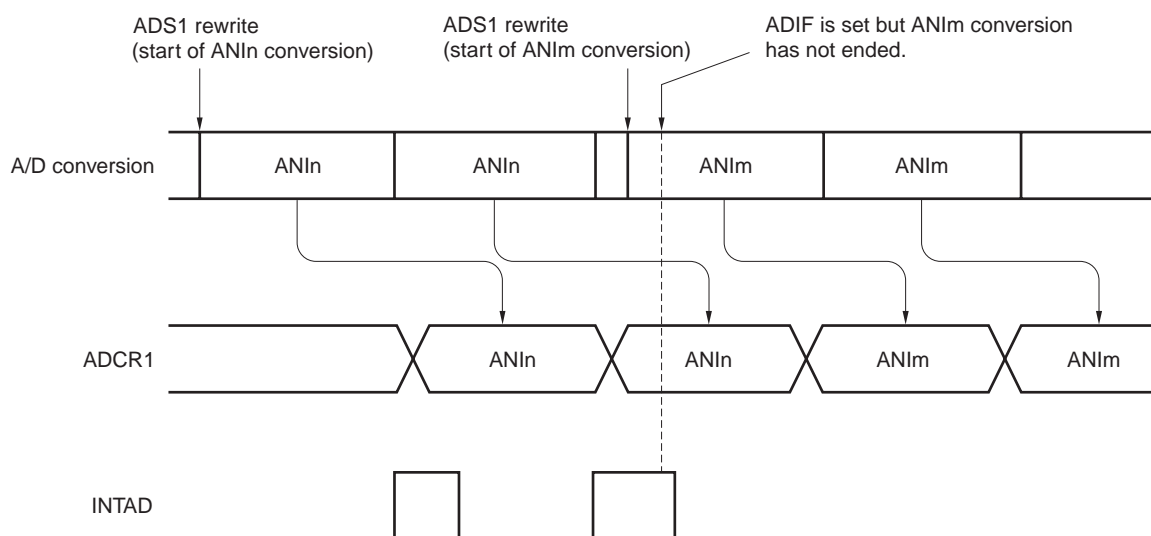 ADS1 rewrite
(start of ANIn conversion)
ADS1 rewrite
(start of ANIm conversion)
ADIF is set but ANIm conversion
has not ended.
A/D conversion
ANIn
ANIn
ANIm
ANIm
ADCR1
ANIn
ANIn
ANIm
ANIm
INTAD